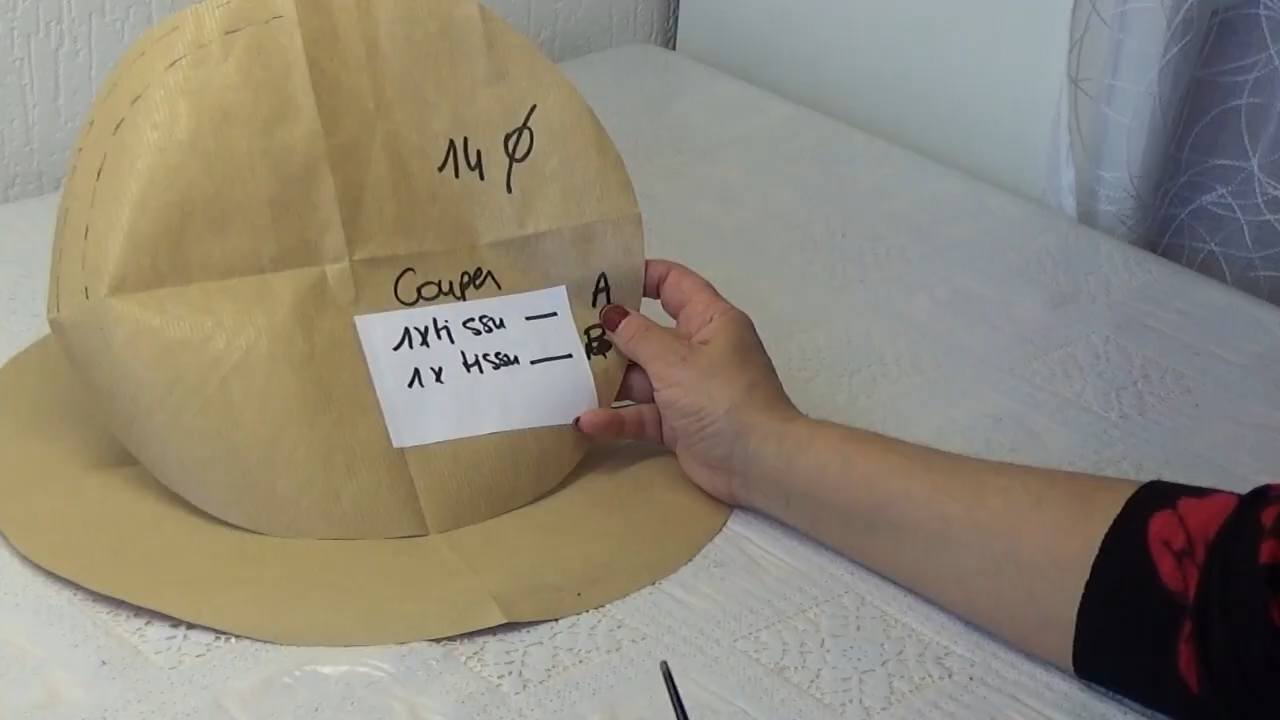 14 ⌀
Couper
1x tissu — A
1x tissu — B